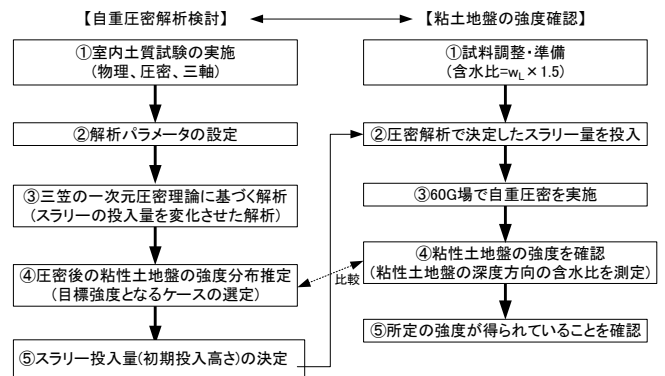 【自重圧密解析検討】
①室内土質試験の実施
(物理、圧密、三軸)
②解析パラメータの設定
③三笠の一次元圧密理論に基づく解析
(スラリーの投入量を変化させた解析)
④圧密後の粘性土地盤の強度分布推定
(目標強度となるケースの選定)
⑤スラリー投入量(初期投入高さ)の決定
比較
【粘土地盤の強度確認】
①試料調整・準備
(含水比=wL×1.5)
②圧密解析で決定したスラリー量を投入
③60G場で自重圧密を実施
④粘性土地盤の強度を確認
(粘性土地盤の深度方向の含水比を測定)
⑤所定の強度が得られていることを確認